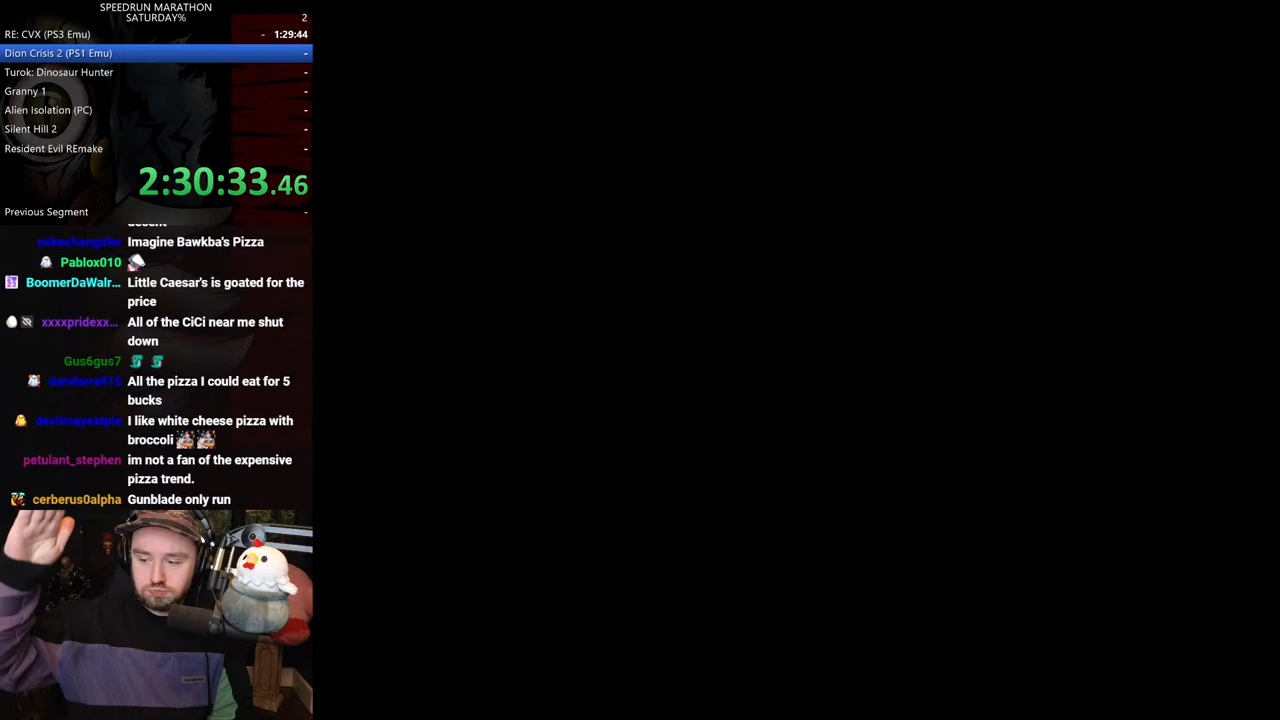 SPEEDRUN MARATHON
SATURDAY%
2
RE: CVX (PS3 Emu) - 1:29:44
Dion Crisis 2 (PS1 Emu) -
Turok: Dinosaur Hunter -
Granny 1 -
Alien Isolation (PC) -
Silent Hill 2 -
Resident Evil REmake -
2:30:33.46
Previous Segment -
decent
mikechandler Imagine Bawkba's Pizza
Pablox010
BoomerDaWalr... Little Caesar's is goated for the
price
xxxxpridexx... All of the CiCi near me shut
down
Gus6gus7
All the pizza I could eat for 5
bucks
devilmayeatpie I like white cheese pizza with
broccoli
petulant_stephen im not a fan of the expensive
pizza trend.
cerberus0alpha Gunblade only run